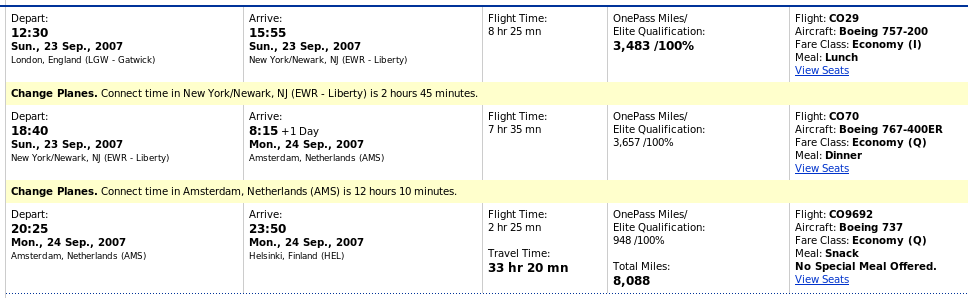 Depart:
12:30
Sun., 23 Sep., 2007
London, England (LGW - Gatwick)
Arrive:
15:55
Sun., 23 Sep., 2007
New York/Newark, NJ (EWR - Liberty)
Flight Time:
8 hr 25 mn
OnePass Miles/
Elite Qualification:
3,483 /100%
Flight: CO29
Aircraft: Boeing 757-200
Fare Class: Economy (I)
Meal: Lunch
View Seats
Change Planes. Connect time in New York/Newark, NJ (EWR - Liberty) is 2 hours 45 minutes.
Depart:
18:40
Sun., 23 Sep., 2007
New York/Newark, NJ (EWR - Liberty)
Arrive:
8:15 +1 Day
Mon., 24 Sep., 2007
Amsterdam, Netherlands (AMS)
Flight Time:
7 hr 35 mn
OnePass Miles/
Elite Qualification:
3,657 /100%
Flight: CO70
Aircraft: Boeing 767-400ER
Fare Class: Economy (Q)
Meal: Dinner
View Seats
Change Planes. Connect time in Amsterdam, Netherlands (AMS) is 12 hours 10 minutes.
Depart:
20:25
Mon., 24 Sep., 2007
Amsterdam, Netherlands (AMS)
Arrive:
23:50
Mon., 24 Sep., 2007
Helsinki, Finland (HEL)
Flight Time:
2 hr 25 mn
Travel Time:
33 hr 20 mn
OnePass Miles/
Elite Qualification:
948 /100%
Total Miles:
8,088
Flight: CO9692
Aircraft: Boeing 737
Fare Class: Economy (Q)
Meal: Snack
No Special Meal Offered.
View Seats